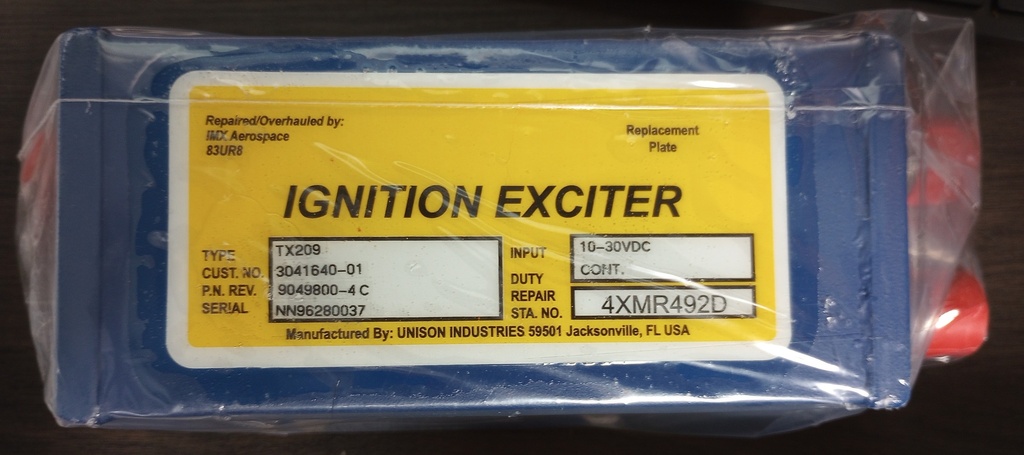 Repaired/Overhauled by:
IMX Aerospace
83UR8
Replacement
Plate
IGNITION EXCITER
TYPE TX209
CUST. NO. 3041640-01
P.N. REV. 9049800-4 C
SERIAL NN96280037
INPUT 10-30VDC
DUTY CONT.
REPAIR
STA. NO. 4XMR492D
Manufactured By: UNISON INDUSTRIES 59501 Jacksonville, FL USA